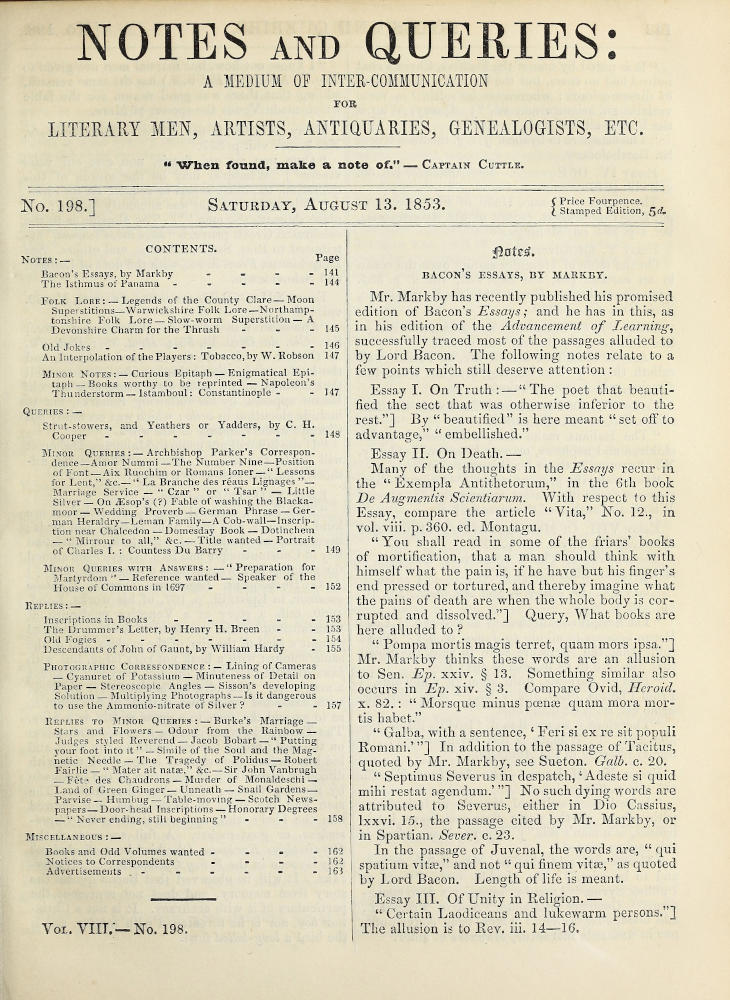 NOTES AND QUERIES:
A MEDIUM OF INTER-COMMUNICATION
FOR
LITERARY MEN, ARTISTS, ANTIQUARIES, GENEALOGISTS, ETC.
"When found, make a note of." — CAPTAIN CUTTLE.
No. 198.] SATURDAY, AUGUST 13. 1853. { Price Fourpence.
{ Stamped Edition, 5d.
CONTENTS.
NOTES:— Page
Bacon's Essays, by Markby - - - - 141
The Isthmus of Panama - - - - - 144
FOLK LORE:—Legends of the County Clare—Moon
Superstitions—Warwickshire Folk Lore—Northamp-
tonshire Folk Lore—Slow-worm Superstition—A
Devonshire Charm for the Thrush - - - 145
Old Jokes - - - - - - - 146
An Interpolation of the Players: Tobacco, by W. Robson 147
MINOR NOTES:—Curious Epitaph—Enigmatical Epi-
taph—Books worthy to be reprinted—Napoleon's
Thunderstorm—Istamboul: Constantinople - - 147
QUERIES:—
Strut-stowers, and Yeathers or Yadders, by C. H.
Cooper - - - - - - - 148
MINOR QUERIES:—Archbishop Parker's Correspon-
dence—Amor Nummi—The Number Nine—Position
of Font—Aix Ruochim or Romans Ioner—"Lessons
for Lent," &c.—"La Branche des réaus Lignages"—
Marriage Service—"Czar" or "Tsar"—Little
Silver—On Æsop's (?) Fable of washing the Blacka-
moor—Wedding Proverb—German Phrase—Ger-
man Heraldry—Leman Family—A Cob-wall—Inscrip-
tion near Chalcedon—Domesday Book—Dotinchem
—"Mirrour to all," &c.—Title wanted—Portrait
of Charles I.: Countess Du Barry - - - 149
MINOR QUERIES WITH ANSWERS:—"Preparation for
Martyrdom"—Reference wanted—Speaker of the
House of Commons in 1697 - - - - 152
REPLIES:—
Inscriptions in Books - - - - - 153
The Drummer's Letter, by Henry H. Breen - - 153
Old Fogies - - - - - - - 154
Descendants of John of Gaunt, by William Hardy - 155
PHOTOGRAPHIC CORRESPONDENCE:—Lining of Cameras
—Cyanuret of Potassium—Minuteness of Detail on
Paper—Stereoscopic Angles—Sisson's developing
Solution—Multiplying Photographs—Is it dangerous
to use the Ammonio-nitrate of Silver? - - 157
REPLIES TO MINOR QUERIES:—Burke's Marriage—
Stars and Flowers—Odour from the Rainbow—
Judges styled Reverend—Jacob Bobart—"Putting
your foot into it"—Simile of the Soul and the Mag-
netic Needle—The Tragedy of Polidus—Robert
Fairlie—"Mater ait natæ," &c.—Sir John Vanbrugh
—Fête des Chaudrons—Murder of Monaldeschi—
Land of Green Ginger—Unneath—Snail Gardens—
Parvise—Humbug—Table-moving—Scotch News-
papers—Door-head Inscriptions—Honorary Degrees
—"Never ending, still beginning" - - - 158
MISCELLANEOUS:—
Books and Odd Volumes wanted - - - - 162
Notices to Correspondents - - - - 162
Advertisements - - - - - - 163
VOL. VIII.—No. 198.
Notes.
BACON'S ESSAYS, BY MARKBY.
Mr. Markby has recently published his promised
edition of Bacon's Essays; and he has in this, as
in his edition of the Advancement of Learning,
successfully traced most of the passages alluded to
by Lord Bacon. The following notes relate to a
few points which still deserve attention:
Essay I. On Truth:—"The poet that beauti-
fied the sect that was otherwise inferior to the
rest."] By "beautified" is here meant "set off to
advantage," "embellished."
Essay II. On Death.—
Many of the thoughts in the Essays recur in
the "Exempla Antithetorum," in the 6th book
De Augmentis Scientiarum. With respect to this
Essay, compare the article "Vita," No. 12., in
vol. viii. p. 360. ed. Montagu.
"You shall read in some of the friars' books
of mortification, that a man should think with
himself what the pain is, if he have but his finger's
end pressed or tortured, and thereby imagine what
the pains of death are when the whole body is cor-
rupted and dissolved."] Query, What books are
here alluded to?
"Pompa mortis magis terret, quam mors ipsa."]
Mr. Markby thinks these words are an allusion
to Sen. Ep. xxiv. § 13. Something similar also
occurs in Ep. xiv. § 3. Compare Ovid, Heroid.
x. 82.: "Morsque minus pœnæ quam mora mor-
tis habet."
"Galba, with a sentence, 'Feri si ex re sit populi
Romani.'"] In addition to the passage of Tacitus,
quoted by Mr. Markby, see Sueton. Galb. c. 20.
"Septimus Severus in despatch, 'Adeste si quid
mihi restat agendum.'"] No such dying words are
attributed to Severus, either in Dio Cassius,
lxxvi. 15., the passage cited by Mr. Markby, or
in Spartian. Sever. c. 23.
In the passage of Juvenal, the words are, "qui
spatium vitæ," and not "qui finem vitæ," as quoted
by Lord Bacon. Length of life is meant.
Essay III. Of Unity in Religion.—
"Certain Laodiceans and lukewarm persons."]
The allusion is to Rev. iii. 14—16.